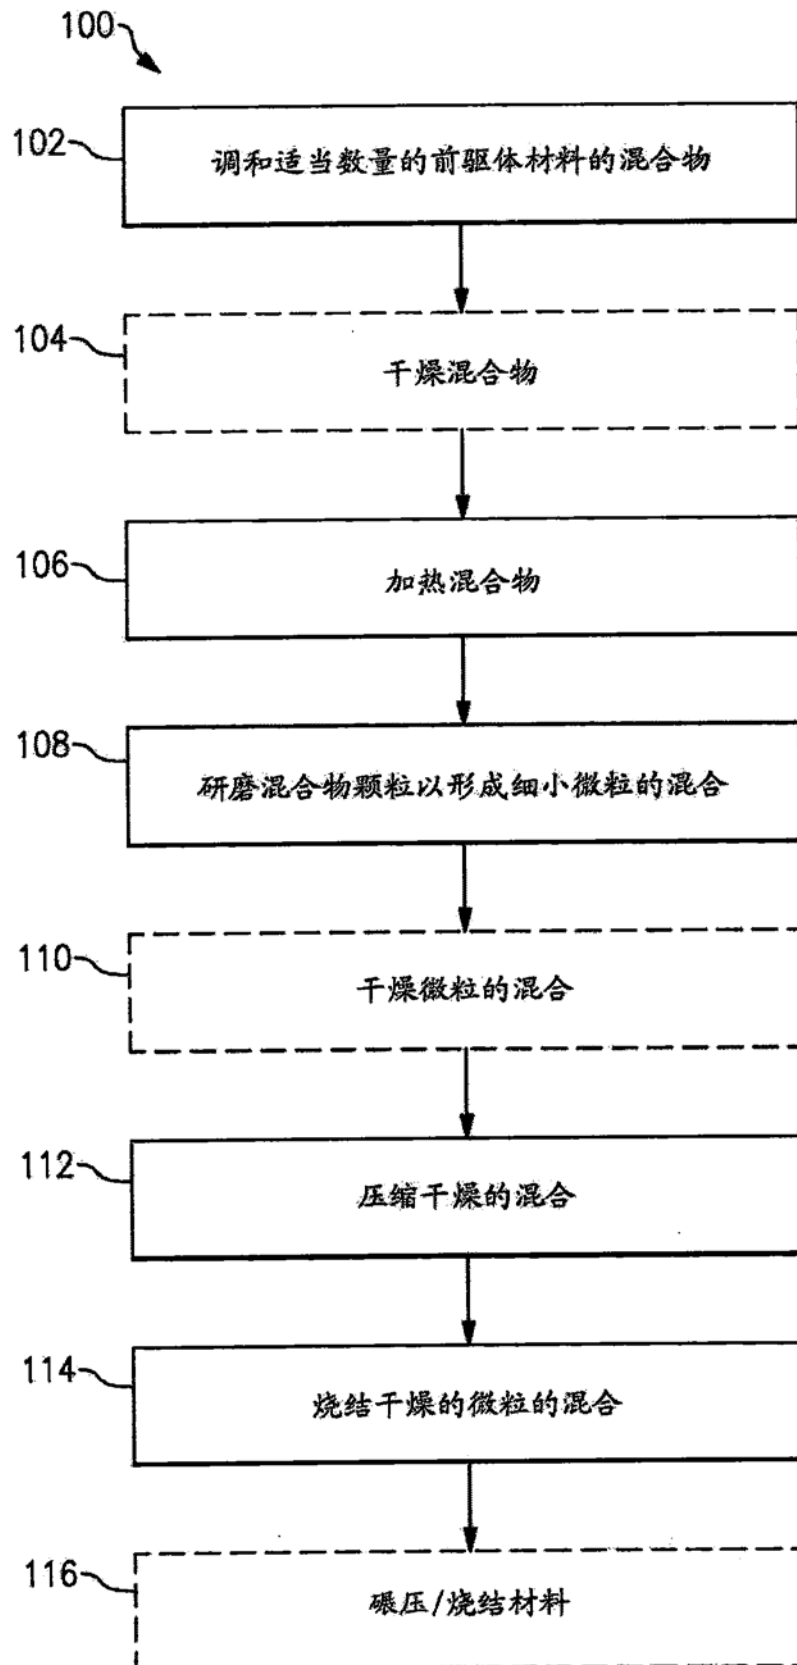 100
102
调和适当数量的前驱体材料的混合物
104
干燥混合物
106
加热混合物
108
研磨混合物颗粒以形成细小微粒的混合
110
干燥微粒的混合
112
压缩干燥的混合
114
烧结干燥的微粒的混合
116
碾压/烧结材料